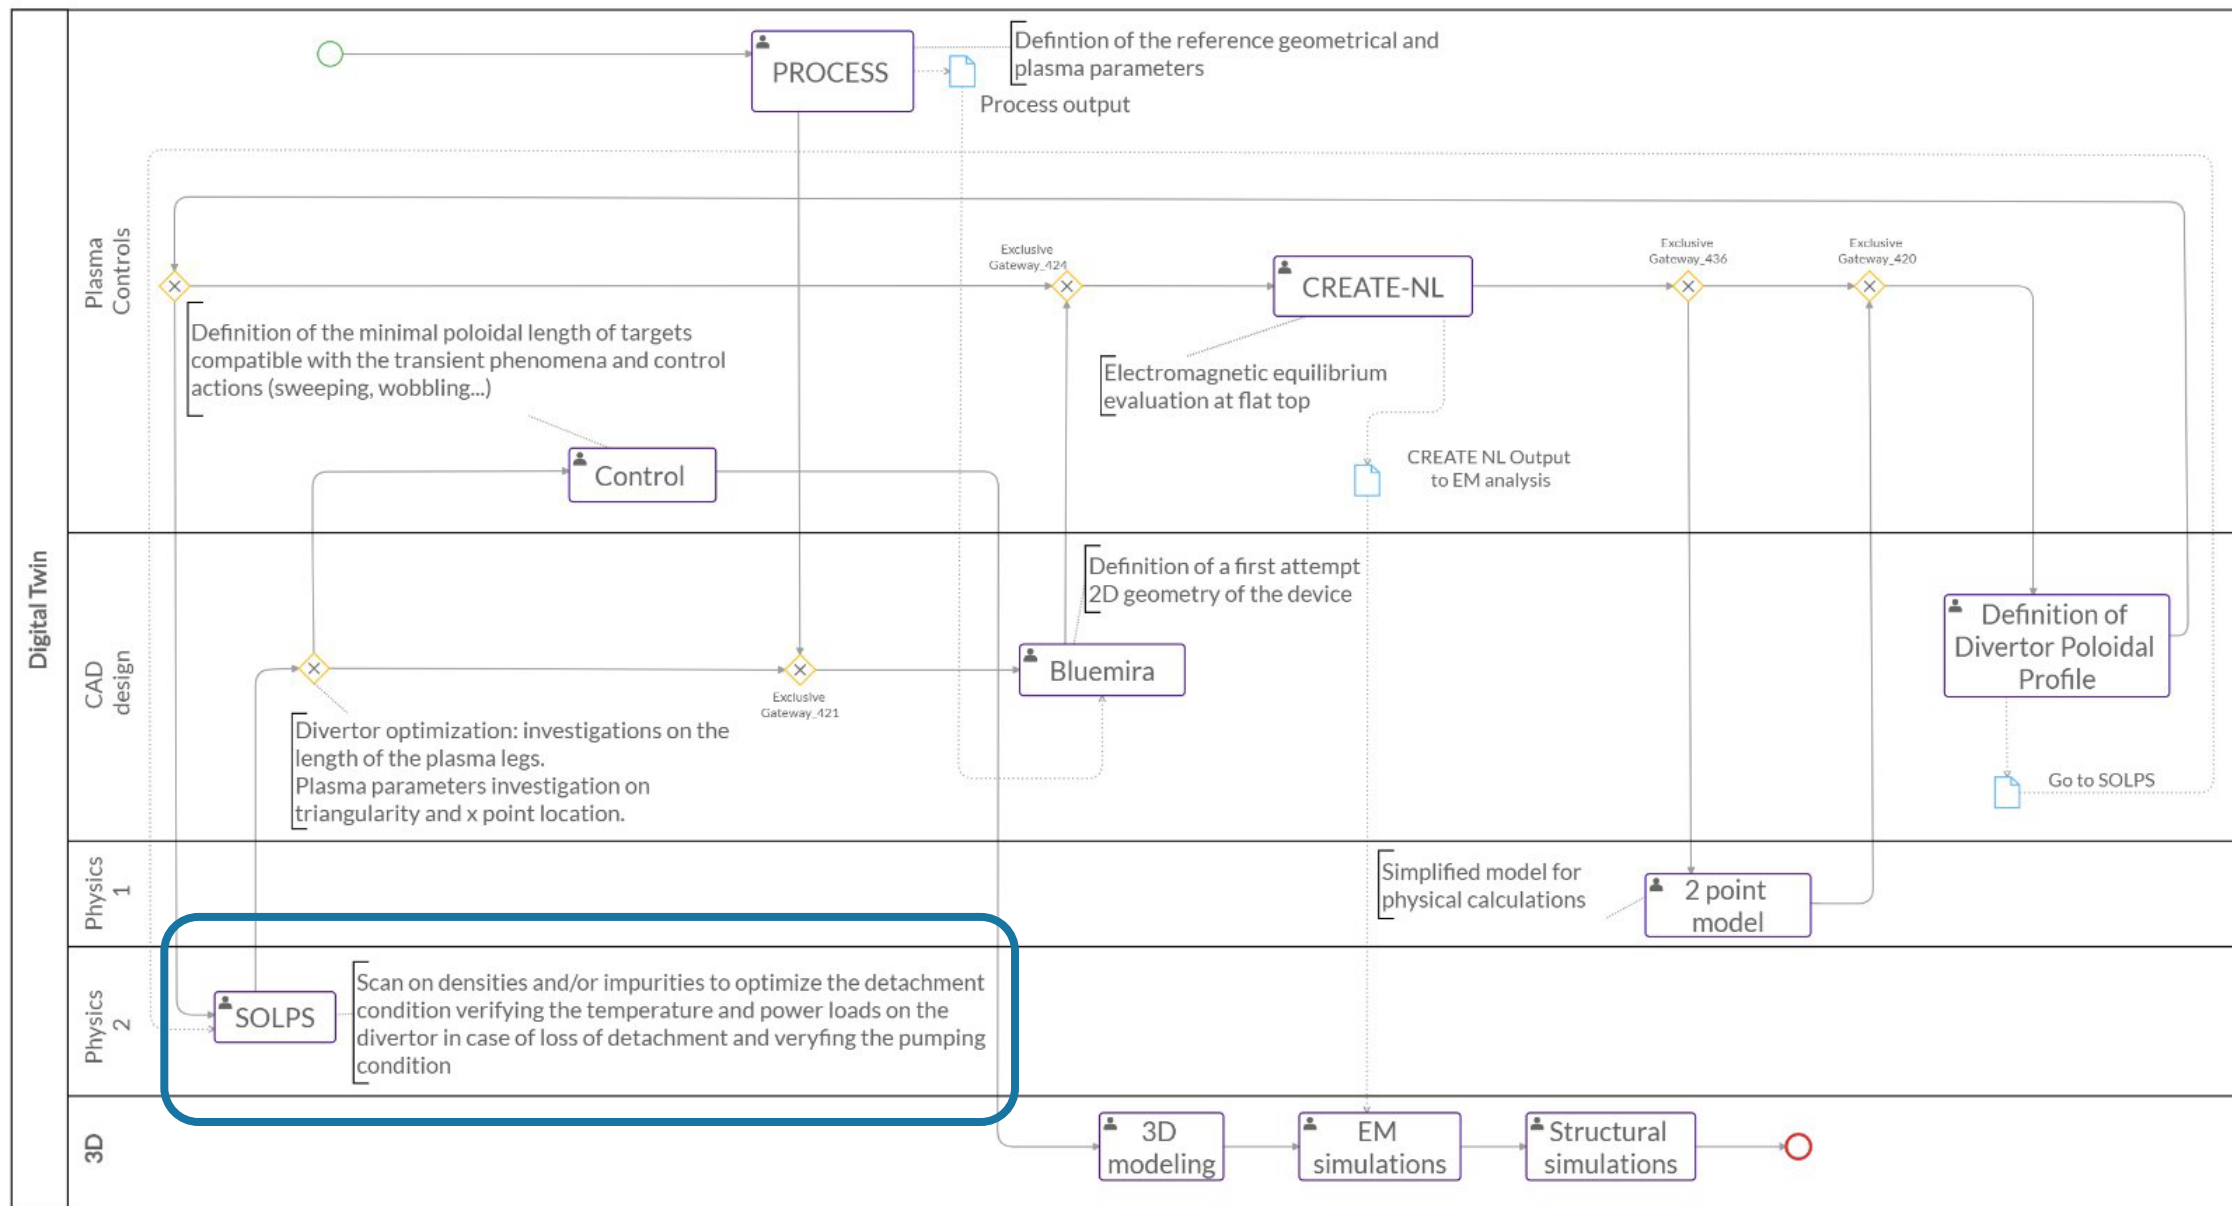 Digital Twin
PROCESS
Defintion of the reference geometrical and
plasma parameters
Process output
Plasma
Controls
Exclusive
Gateway_424
CREATE-NL
Exclusive
Gateway_436
Exclusive
Gateway_420
Definition of the minimal poloidal length of targets
compatible with the transient phenomena and control
actions (sweeping, wobbling...)
Electromagnetic equilibrium
evaluation at flat top
Control
CREATE NL Output
to EM analysis
CAD
design
Definition of a first attempt
2D geometry of the device
Bluemira
Exclusive
Gateway_421
Definition of
Divertor Poloidal
Profile
Divertor optimization: investigations on the
length of the plasma legs.
Plasma parameters investigation on
triangularity and x point location.
Go to SOLPS
Physics
1
Simplified model for
physical calculations
2 point
model
Physics
2
SOLPS
Scan on densities and/or impurities to optimize the detachment
condition verifying the temperature and power loads on the
divertor in case of loss of detachment and veryfing the pumping
condition
3D
3D
modeling
EM
simulations
Structural
simulations